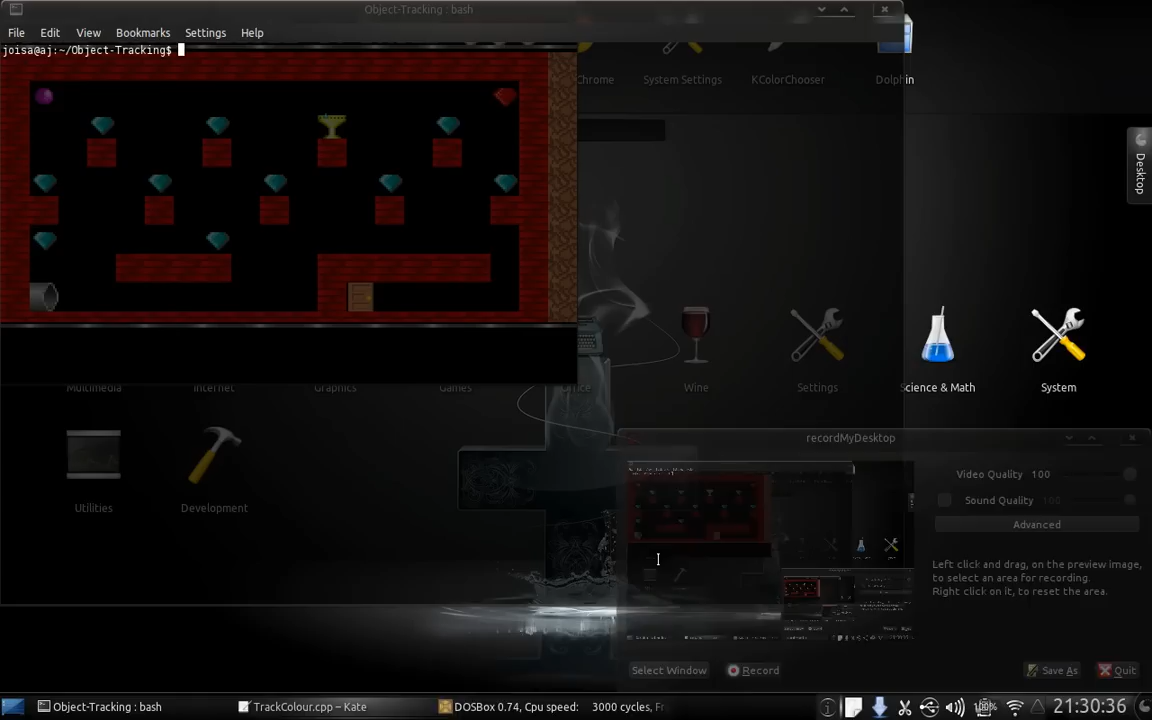 Object-Tracking : bash
File Edit View Bookmarks Settings Help
joisa@aj:~/Object-Tracking$
Chrome System Settings KColorChooser Dolphin
Desktop
Multimedia Internet Graphics Games Office Wine Settings Science & Math System
recordMyDesktop
Video Quality 100
Sound Quality 100
Advanced
Utilities Development
Left click and drag, on the preview image,
to select an area for recording.
Right click on it, to reset the area.
Select Window Record Save As Quit
Object-Tracking : bash TrackColour.cpp – Kate DOSBox 0.74, Cpu speed: 3000 cycles, Fr 100% 21:30:36